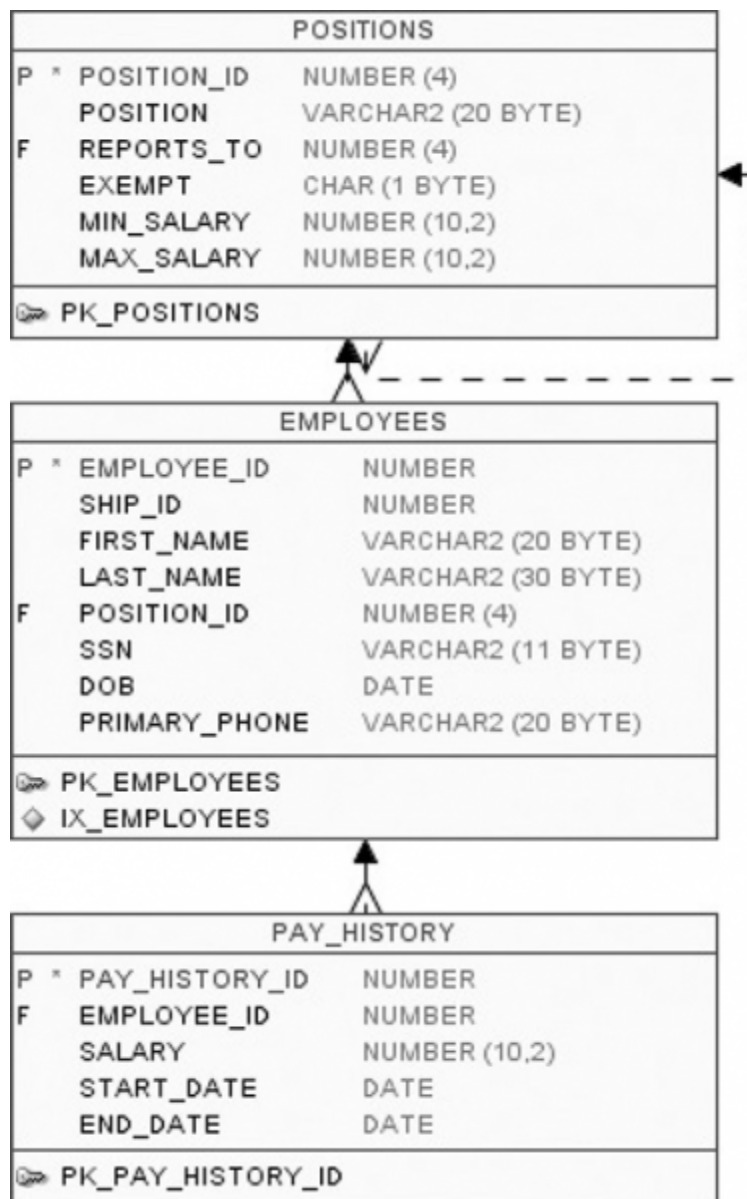 POSITIONS
P * POSITION_ID NUMBER (4)
POSITION VARCHAR2 (20 BYTE)
F REPORTS_TO NUMBER (4)
EXEMPT CHAR (1 BYTE)
MIN_SALARY NUMBER (10,2)
MAX_SALARY NUMBER (10,2)
PK_POSITIONS
EMPLOYEES
P * EMPLOYEE_ID NUMBER
SHIP_ID NUMBER
FIRST_NAME VARCHAR2 (20 BYTE)
LAST_NAME VARCHAR2 (30 BYTE)
F POSITION_ID NUMBER (4)
SSN VARCHAR2 (11 BYTE)
DOB DATE
PRIMARY_PHONE VARCHAR2 (20 BYTE)
PK_EMPLOYEES
IX_EMPLOYEES
PAY_HISTORY
P * PAY_HISTORY_ID NUMBER
F EMPLOYEE_ID NUMBER
SALARY NUMBER (10,2)
START_DATE DATE
END_DATE DATE
PK_PAY_HISTORY_ID